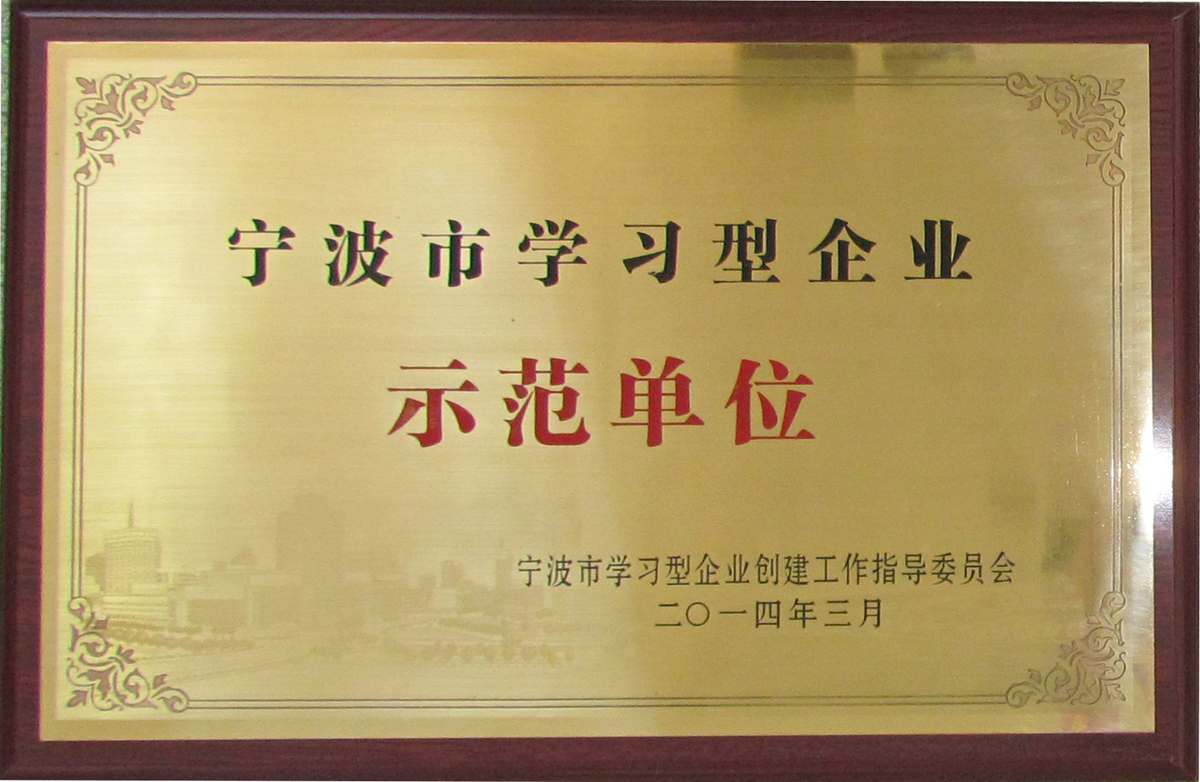 宁波市学习型企业
示范单位
宁波市学习型企业创建工作指导委员会
二〇一四年三月